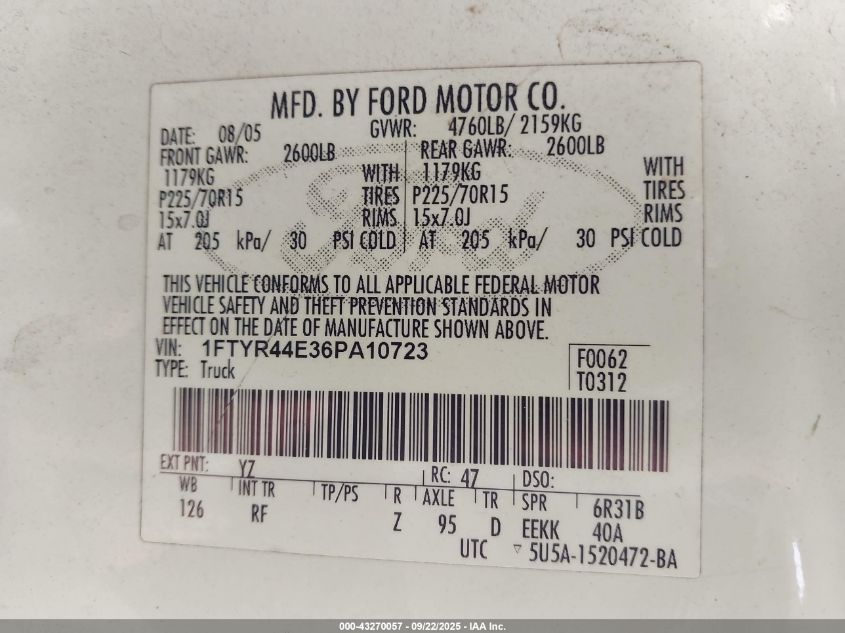 MFD. BY FORD MOTOR CO.
DATE: 08/05 GVWR: 4760LB/ 2159KG
FRONT GAWR: 2600LB REAR GAWR: 2600LB
1179KG WITH 1179KG WITH
P225/70R15 TIRES P225/70R15 TIRES
15x7.0J RIMS 15x7.0J RIMS
AT 205 kPa/ 30 PSI COLD AT 205 kPa/ 30 PSI COLD
Ford
THIS VEHICLE CONFORMS TO ALL APPLICABLE FEDERAL MOTOR
VEHICLE SAFETY AND THEFT PREVENTION STANDARDS IN
EFFECT ON THE DATE OF MANUFACTURE SHOWN ABOVE.
VIN: 1FTYR44E36PA10723
TYPE: Truck
F0062
T0312
EXT PNT: YZ RC: 47 DSO:
WB INT TR TP/PS R AXLE TR SPR 6R31B
126 RF Z 95 D EEKK 40A
UTC ▽ 5U5A-1520472-BA
000-43270057 - 09/22/2025 - IAA Inc.